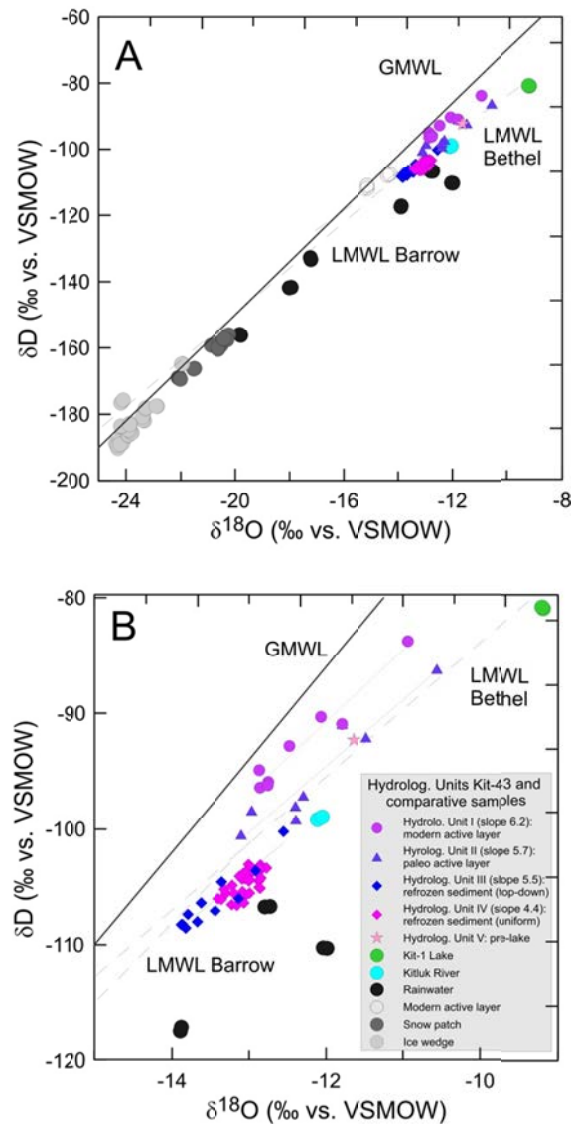 A
GMWL
LMWL
Bethel
LMWL Barrow
δD (‰ vs. VSMOW)
-60
-80
-100
-120
-140
-160
-180
-200
-24 -20 -16 -12 -8
δ18O (‰ vs. VSMOW)
B
GMWL
LMWL
Bethel
LMWL Barrow
δD (‰ vs. VSMOW)
-80
-90
-100
-110
-120
-14 -12 -10
δ18O (‰ vs. VSMOW)
Hydrolog. Units Kit-43 and
comparative samples
Hydrolo. Unit I (slope 6.2):
modern active layer
Hyrolog. Unit II (slope 5.7):
paleo active layer
Hydrolog. Unit III (slope 5.5):
refrozen sediment (top-down)
Hydrolog. Unit IV (slope 4.4):
refrozen sediment (uniform)
Hydrolog. Unit V: pre-lake
Kit-1 Lake
Kitluk River
Rainwater
Modern active layer
Snow patch
Ice wedge